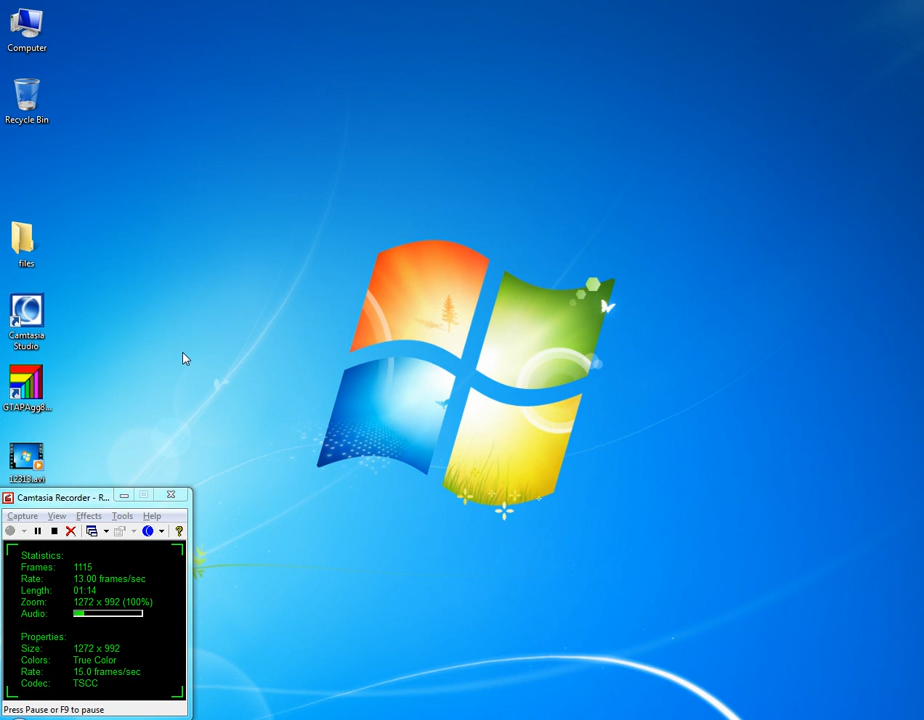 Computer
Recycle Bin
files
Camtasia
Studio
GTAPAgg8...
12313.avi
Camtasia Recorder - R...
Capture View Effects Tools Help
Statistics:
Frames: 1115
Rate: 13.00 frames/sec
Length: 01:14
Zoom: 1272 x 992 (100%)
Audio:
Properties:
Size: 1272 x 992
Colors: True Color
Rate: 15.0 frames/sec
Codec: TSCC
Press Pause or F9 to pause